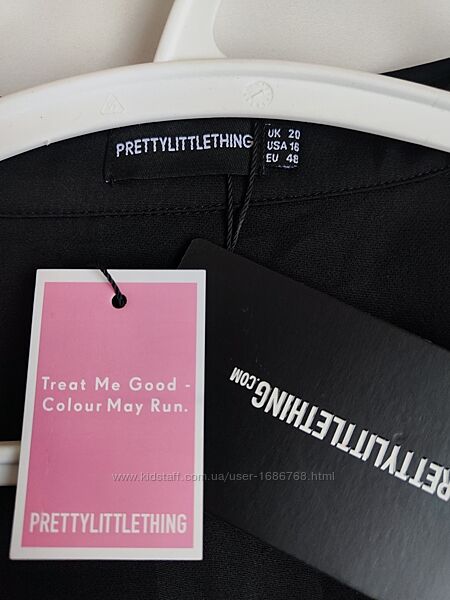 PRETTYLITTLETHING
UK 20
USA 16
EU 48
Treat Me Good -
Colour May Run.
PRETTYLITTLETHING
PRETTYLITTLETHING.COM
www.kidstaff.com.ua/user-1686768.html